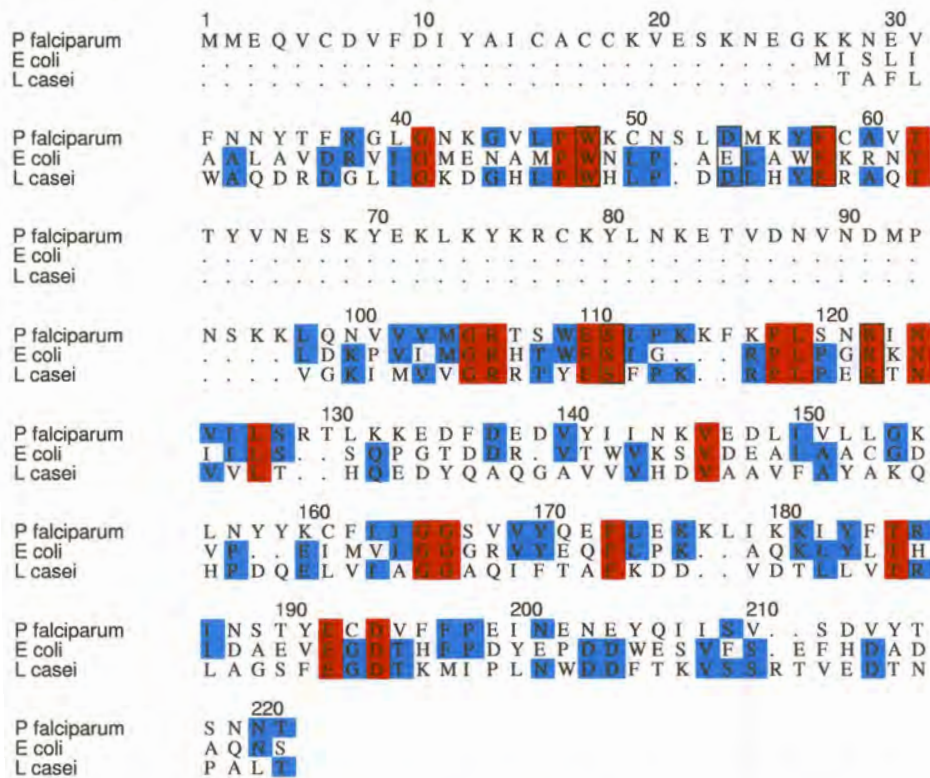 1 10 20 30
P falciparum M M E Q V C D V F D I Y A I C A C C K V E S K N E G K K N E V
E coli . . . . . . . . . . . . . . . . . . . . . . . . . . M I S L I
L casei . . . . . . . . . . . . . . . . . . . . . . . . . . . T A F L
40 50 60
P falciparum F N N Y T F R G L G N K G V L P W K C N S L D M K Y F C A V T
E coli A A L A V D R V I G M E N A M P W N L P . A E L A W F K R N T
L casei W A Q D R D G L I G K D G H L P W H L P . D D L H Y F R A Q T
70 80 90
P falciparum T Y V N E S K Y E K L K Y K R C K Y L N K E T V D N V N D M P
E coli . . . . . . . . . . . . . . . . . . . . . . . . . . . . . . .
L casei . . . . . . . . . . . . . . . . . . . . . . . . . . . . . . .
100 110 120
P falciparum N S K K L Q N V V V M G R T S W E S L P K K F K P L S N R I N
E coli . . . . L D K P V I M G R H T W E S I G . . . R P L P G R K N
L casei . . . . V G K I M V V G R R T Y E S F P K . . R P L P E R T N
130 140 150
P falciparum V I L S R T L K K E D F D E D V Y I I N K V E D L I V L L G K
E coli I I L S . . S Q P G T D D R . V T W V K S V D E A I A A C G D
L casei V V L T . . H Q E D Y Q A Q G A V V V H D V A A V F A Y A K Q
160 170 180
P falciparum L N Y Y K C F I I G G S V V Y Q E F L E K K L I K K I Y F T R
E coli V P . . E I M V I G G G R V Y E Q F L P K . . A Q K L Y L T H
L casei H P D Q E L V I A G G A Q I F T A F K D D . . V D T L L V T R
190 200 210
P falciparum I N S T Y E C D V F F P E I N E N E Y Q I I S V . . S D V Y T
E coli I D A E V E G D T H F P D Y E P D D W E S V F S . E F H D A D
L casei L A G S F E G D T K M I P L N W D D F T K V S S R T V E D T N
220
P falciparum S N N T
E coli A Q N S
L casei P A L T